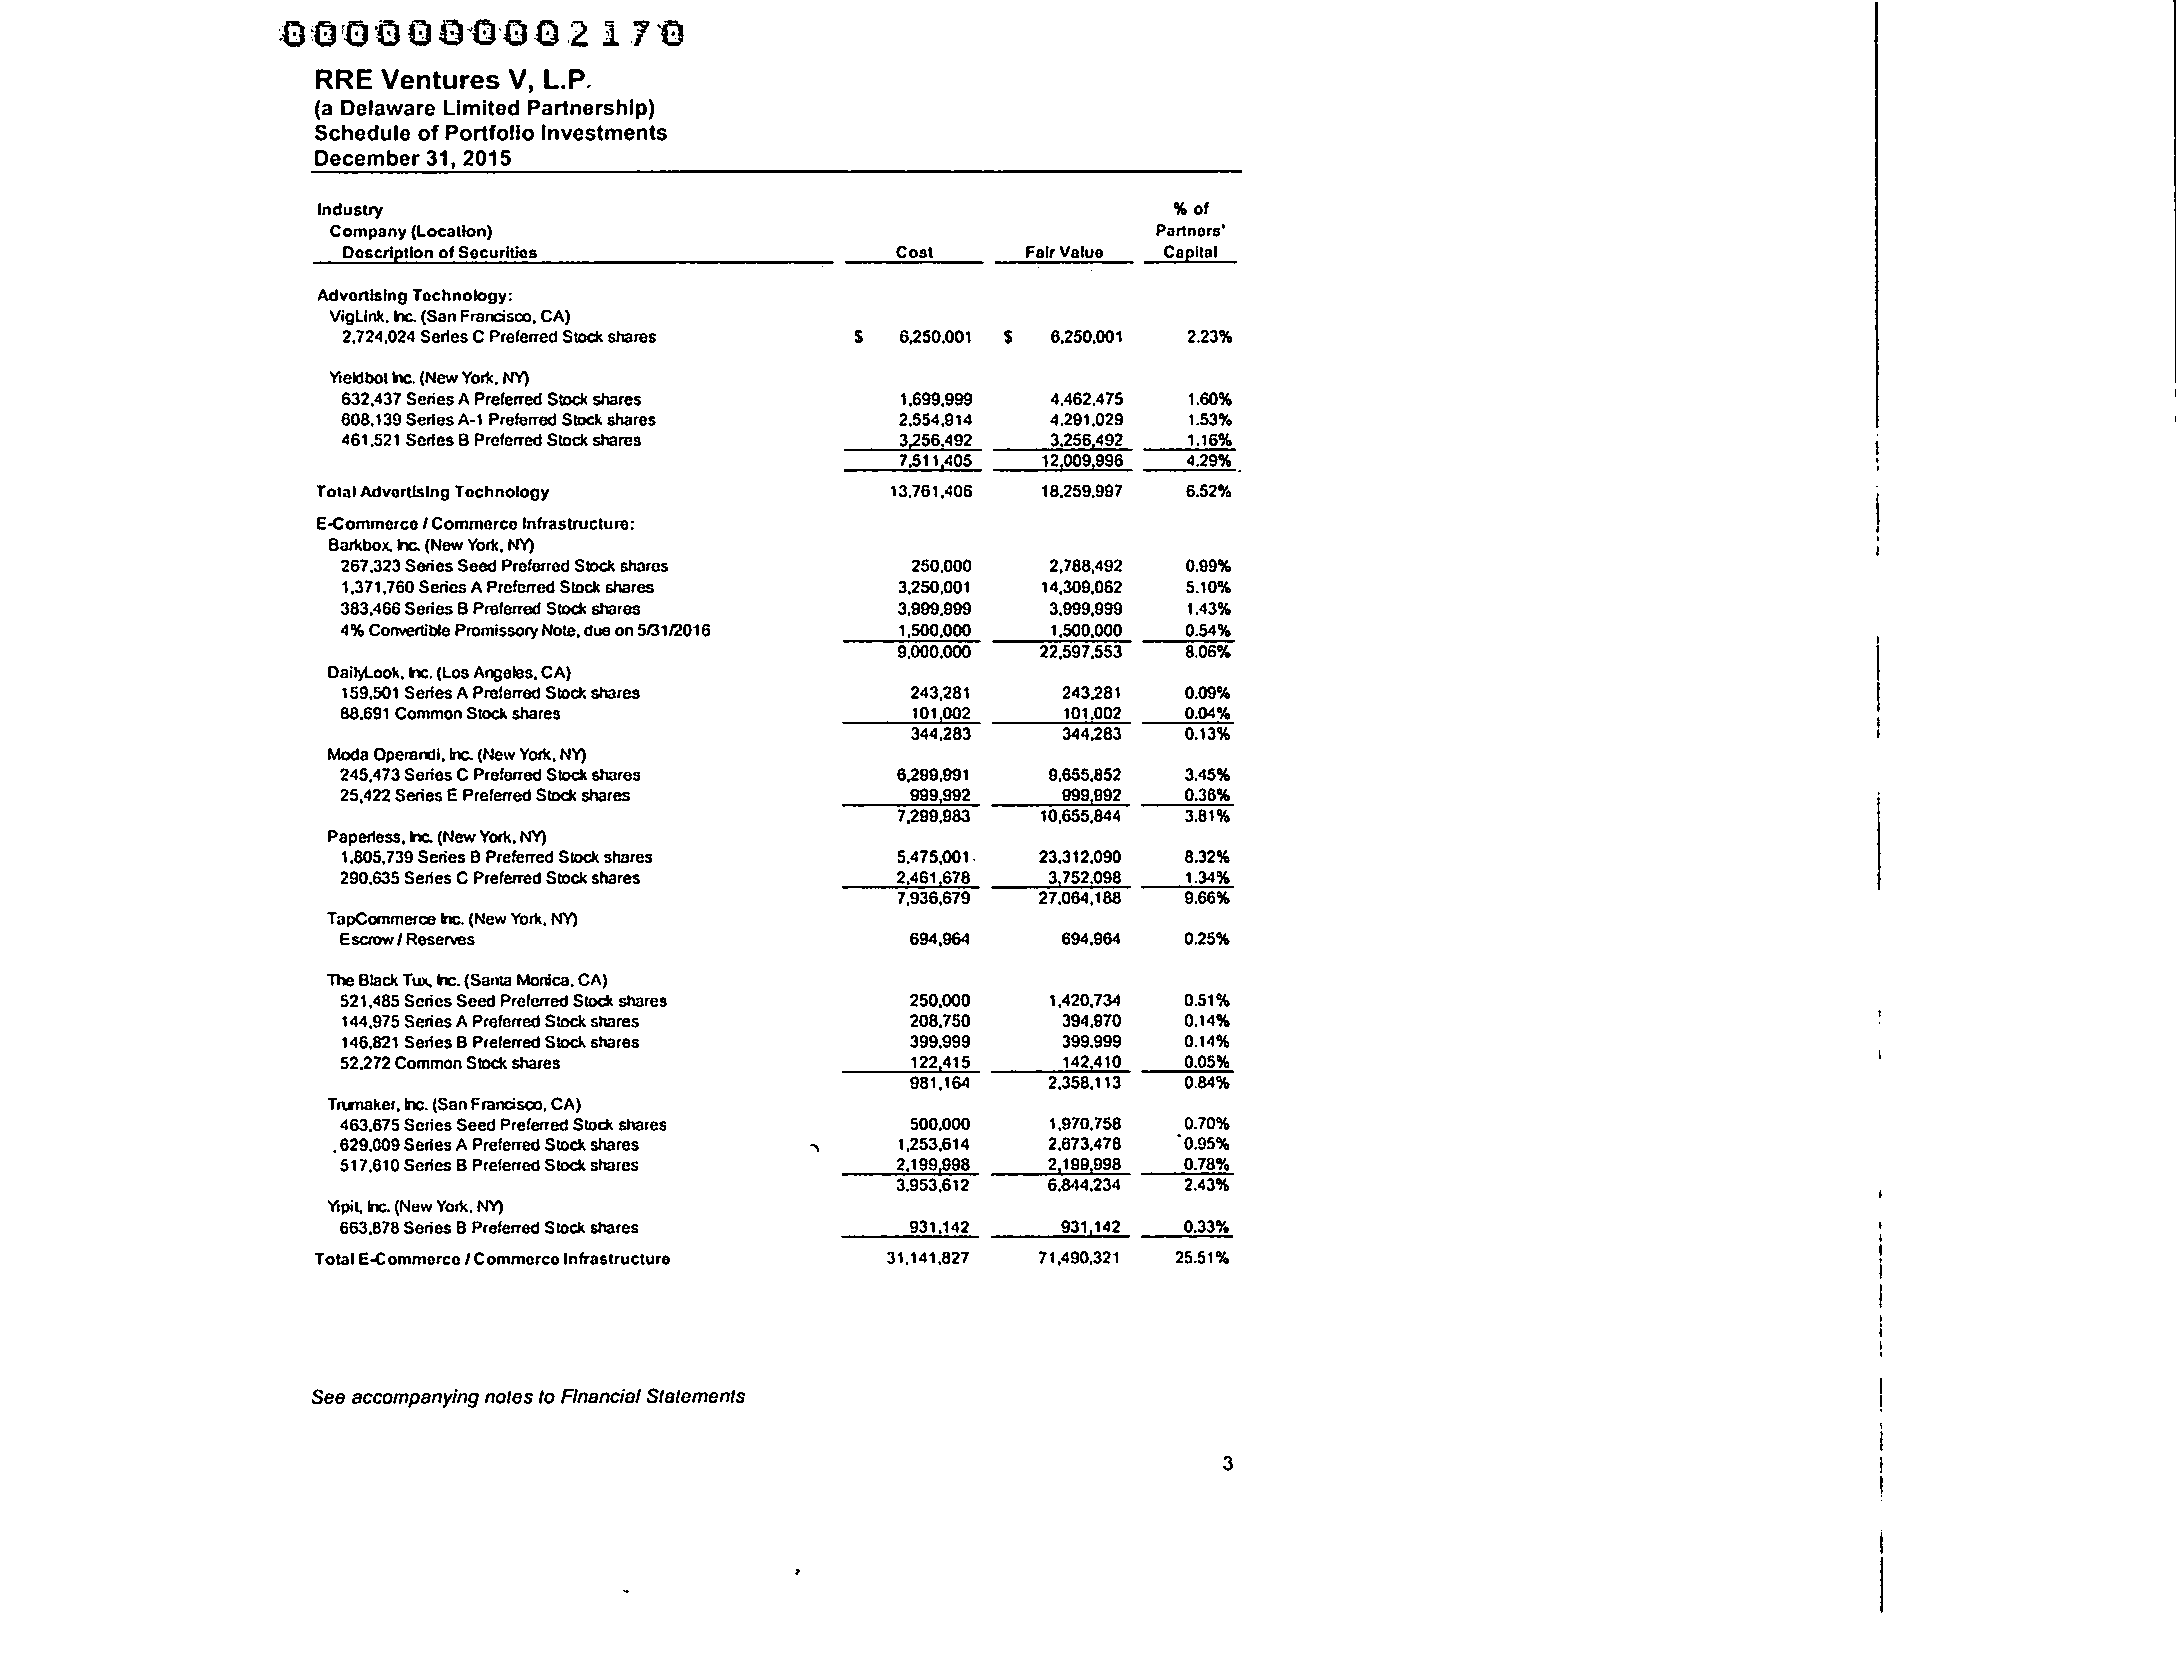 0000000002170
RRE Ventures V, L.P.
(a Delaware Limited Partnership)
Schedule of Portfolio Investments
December 31, 2015
Industry % of
Company (Location) Partners'
Description of Securities Cost Fair Value Capital
Advertising Technology:
VigLink, Inc. (San Francisco, CA)
2,724,024 Series C Preferred Stock shares $ 6,250,001 $ 6,250,001 2.23%
Yieldbot Inc. (New York, NY)
632,437 Series A Preferred Stock shares 1,699,999 4,462,475 1.60%
608,139 Series A-1 Preferred Stock shares 2,554,914 4,291,029 1.53%
461,521 Series B Preferred Stock shares 3,256,492 3,256,492 1.16%
7,511,405 12,009,996 4.29%
Total Advertising Technology 13,761,406 18,259,997 6.52%
E-Commerce / Commerce Infrastructure:
Barkbox, Inc. (New York, NY)
267,323 Series Seed Preferred Stock shares 250,000 2,788,492 0.99%
1,371,760 Series A Preferred Stock shares 3,250,001 14,309,062 5.10%
383,466 Series B Preferred Stock shares 3,999,999 3,999,999 1.43%
4% Convertible Promissory Note, due on 5/31/2016 1,500,000 1,500,000 0.54%
9,000,000 22,597,553 8.06%
DailyLook, Inc. (Los Angeles, CA)
159,501 Series A Preferred Stock shares 243,281 243,281 0.09%
88,691 Common Stock shares 101,002 101,002 0.04%
344,283 344,283 0.13%
Moda Operandi, Inc. (New York, NY)
245,473 Series C Preferred Stock shares 6,299,991 9,655,852 3.45%
25,422 Series E Preferred Stock shares 999,992 999,992 0.36%
7,299,983 10,655,844 3.81%
Paperless, Inc. (New York, NY)
1,805,739 Series B Preferred Stock shares 5,475,001 23,312,090 8.32%
290,635 Series C Preferred Stock shares 2,461,678 3,752,098 1.34%
7,936,679 27,064,188 9.66%
TapCommerce Inc. (New York, NY)
Escrow / Reserves 694,964 694,964 0.25%
The Black Tux, Inc. (Santa Monica, CA)
521,485 Series Seed Preferred Stock shares 250,000 1,420,734 0.51%
144,975 Series A Preferred Stock shares 208,750 394,970 0.14%
146,821 Series B Preferred Stock shares 399,999 399,999 0.14%
52,272 Common Stock shares 122,415 142,410 0.05%
981,164 2,358,113 0.84%
Trumaker, Inc. (San Francisco, CA)
463,675 Series Seed Preferred Stock shares 500,000 1,970,758 0.70%
629,009 Series A Preferred Stock shares 1,253,614 2,673,478 0.95%
517,610 Series B Preferred Stock shares 2,199,998 2,199,998 0.78%
3,953,612 6,844,234 2.43%
Yipit, Inc. (New York, NY)
663,878 Series B Preferred Stock shares 931,142 931,142 0.33%
Total E-Commerce / Commerce Infrastructure 31,141,827 71,490,321 25.51%
See accompanying notes to Financial Statements
3